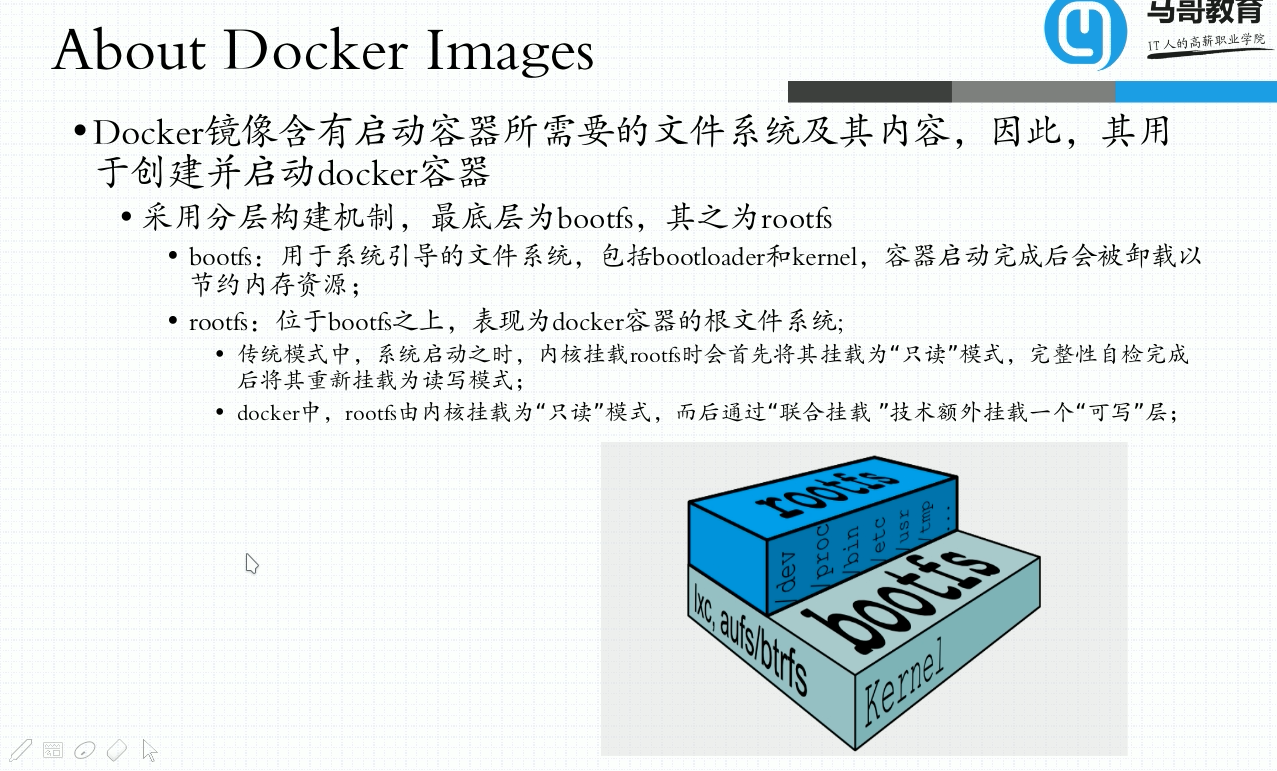 About Docker Images
马哥教育
IT人的高薪职业学院
•Docker镜像含有启动容器所需要的文件系统及其内容，因此，其用
于创建并启动docker容器
• 采用分层构建机制，最底层为bootfs，其之为rootfs
• bootfs：用于系统引导的文件系统，包括bootloader和kernel，容器启动完成后会被卸载以
节约内存资源；
• rootfs：位于bootfs之上，表现为docker容器的根文件系统;
• 传统模式中，系统启动之时，内核挂载rootfs时会首先将其挂载为“只读”模式，完整性自检完成
后将其重新挂载为读写模式；
• docker中，rootfs由内核挂载为“只读”模式，而后通过“联合挂载 ”技术额外挂载一个“可写”层；
rootfs
/dev
/proc
/bin
/etc
/usr
/tmp
...
bootfs
lxc, aufs/btrfs
Kernel